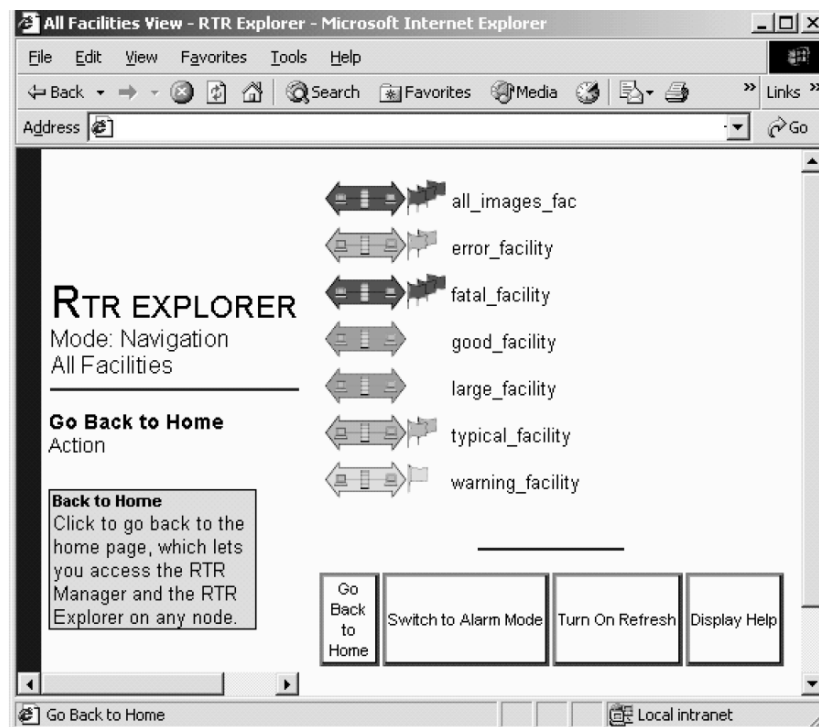 All Facilities View - RTR Explorer - Microsoft Internet Explorer
File Edit View Favorites Tools Help
Back Search Favorites Media » Links »
Address Go
all_images_fac
error_facility
fatal_facility
good_facility
large_facility
typical_facility
warning_facility
RTR EXPLORER
Mode: Navigation
All Facilities
Go Back to Home
Action
Back to Home
Click to go back to the
home page, which lets
you access the RTR
Manager and the RTR
Explorer on any node.
Go
Back
to
Home
Switch to Alarm Mode
Turn On Refresh
Display Help
Go Back to Home
Local intranet